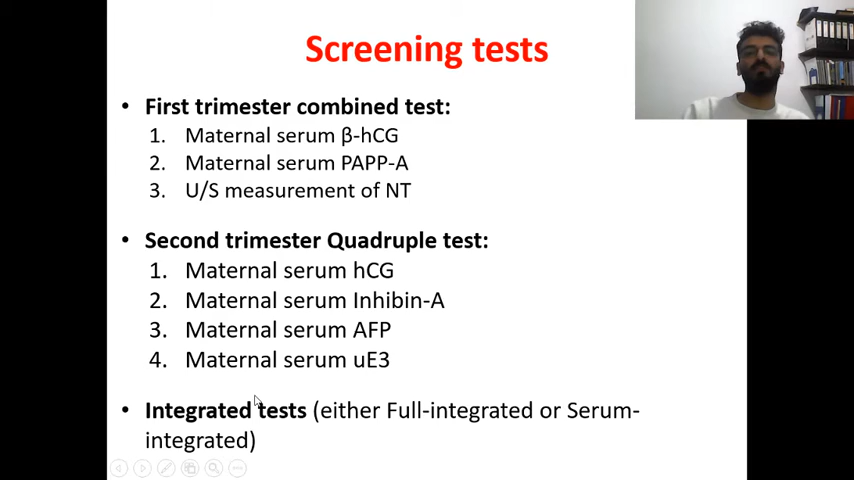 Screening tests
• First trimester combined test:
1. Maternal serum β-hCG
2. Maternal serum PAPP-A
3. U/S measurement of NT
• Second trimester Quadruple test:
1. Maternal serum hCG
2. Maternal serum Inhibin-A
3. Maternal serum AFP
4. Maternal serum uE3
• Integrated tests (either Full-integrated or Serum-
integrated)